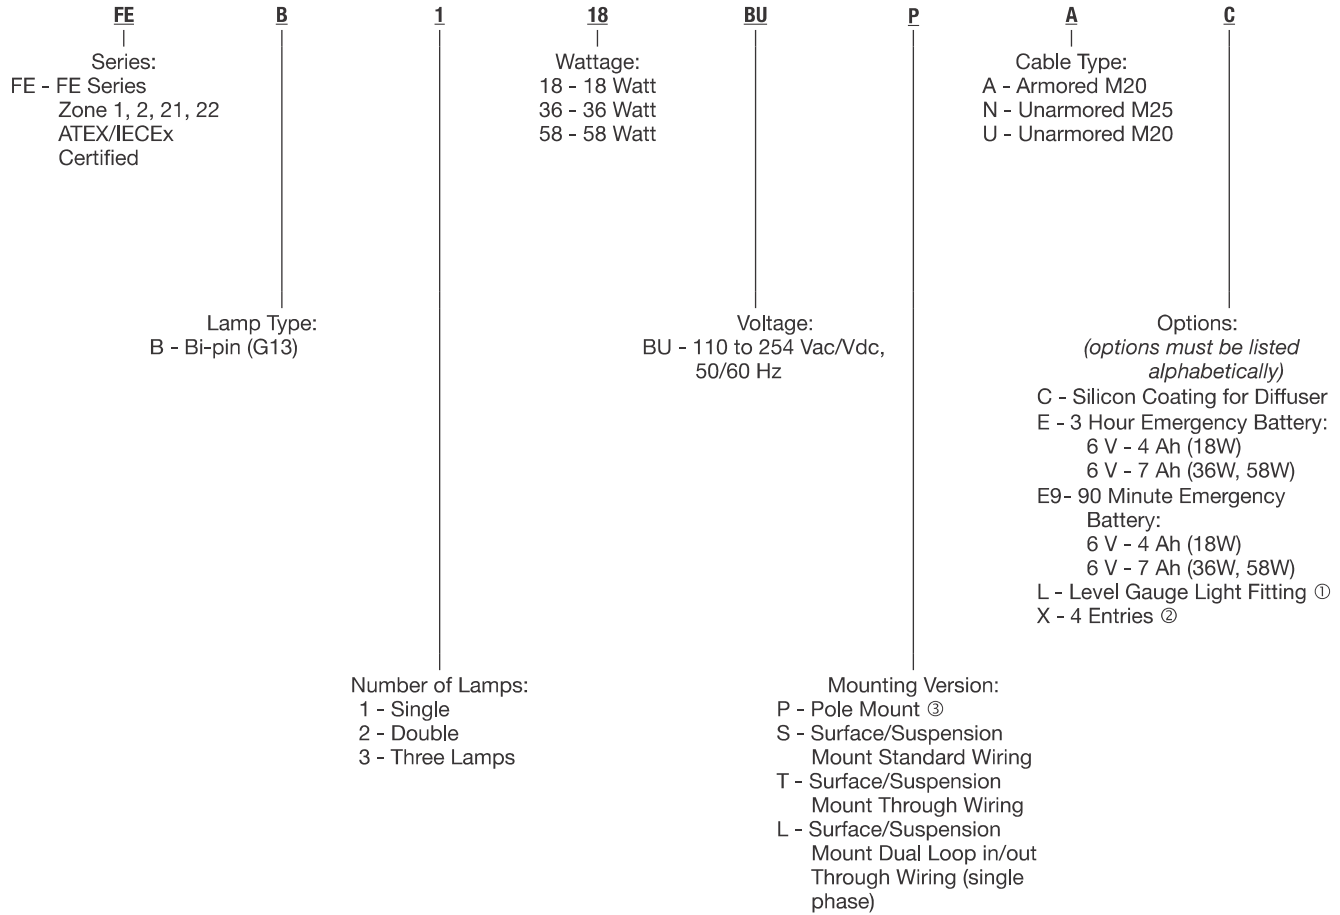 FE B 1 18 BU P A C
Series:
FE - FE Series
Zone 1, 2, 21, 22
ATEX/IECEx
Certified
Wattage:
18 - 18 Watt
36 - 36 Watt
58 - 58 Watt
Cable Type:
A - Armored M20
N - Unarmored M25
U - Unarmored M20
Lamp Type:
B - Bi-pin (G13)
Voltage:
BU - 110 to 254 Vac/Vdc,
50/60 Hz
Options:
(options must be listed
alphabetically)
C - Silicon Coating for Diffuser
E - 3 Hour Emergency Battery:
6 V - 4 Ah (18W)
6 V - 7 Ah (36W, 58W)
E9- 90 Minute Emergency
Battery:
6 V - 4 Ah (18W)
6 V - 7 Ah (36W, 58W)
L - Level Gauge Light Fitting ①
X - 4 Entries ②
Number of Lamps:
1 - Single
2 - Double
3 - Three Lamps
Mounting Version:
P - Pole Mount ③
S - Surface/Suspension
Mount Standard Wiring
T - Surface/Suspension
Mount Through Wiring
L - Surface/Suspension
Mount Dual Loop in/out
Through Wiring (single
phase)